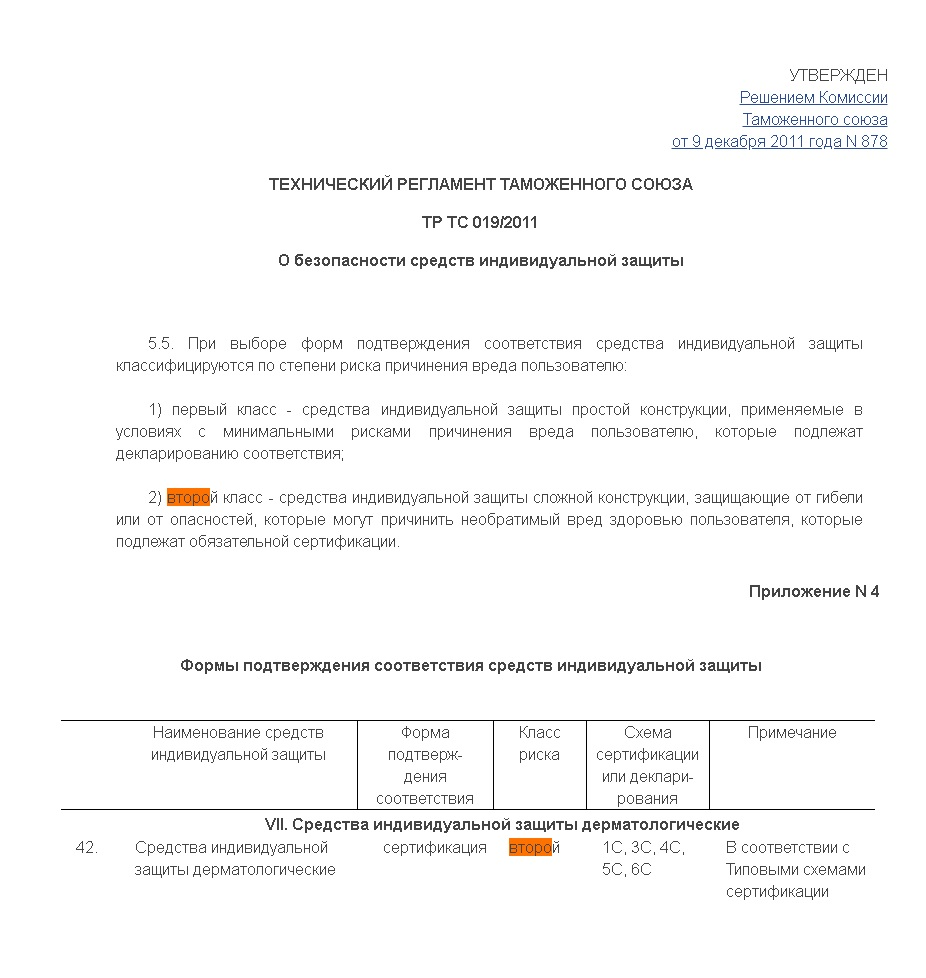 УТВЕРЖДЕН
Решением Комиссии
Таможенного союза
от 9 декабря 2011 года N 878
ТЕХНИЧЕСКИЙ РЕГЛАМЕНТ ТАМОЖЕННОГО СОЮЗА
ТР ТС 019/2011
О безопасности средств индивидуальной защиты
5.5. При выборе форм подтверждения соответствия средства индивидуальной защиты
классифицируются по степени риска причинения вреда пользователю:
1) первый класс - средства индивидуальной защиты простой конструкции, применяемые в
условиях с минимальными рисками причинения вреда пользователю, которые подлежат
декларированию соответствия;
2) второй класс - средства индивидуальной защиты сложной конструкции, защищающие от гибели
или от опасностей, которые могут причинить необратимый вред здоровью пользователя, которые
подлежат обязательной сертификации.
Приложение N 4
Формы подтверждения соответствия средств индивидуальной защиты
Наименование средств Форма Класс Схема Примечание
индивидуальной защиты подтверж- риска сертификации
дения или деклари-
соответствия рования
VII. Средства индивидуальной защиты дерматологические
42. Средства индивидуальной сертификация второй 1С, 3С, 4С, В соответствии с
защиты дерматологические 5С, 6С Типовыми схемами
сертификации